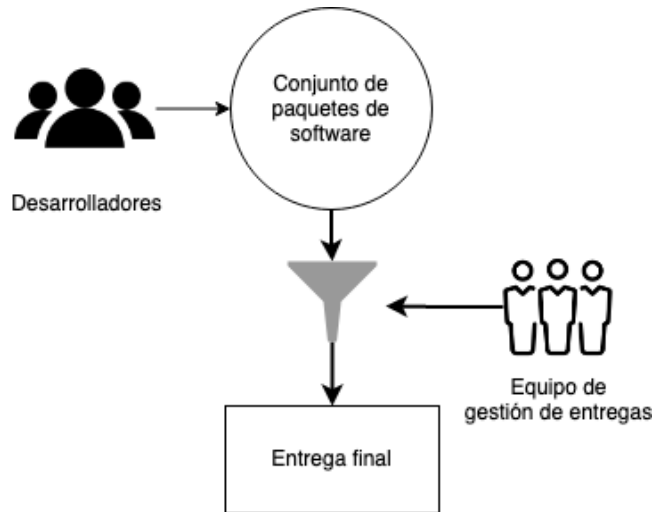 Conjunto de
paquetes de
software
Desarrolladores
Equipo de
gestión de entregas
Entrega final